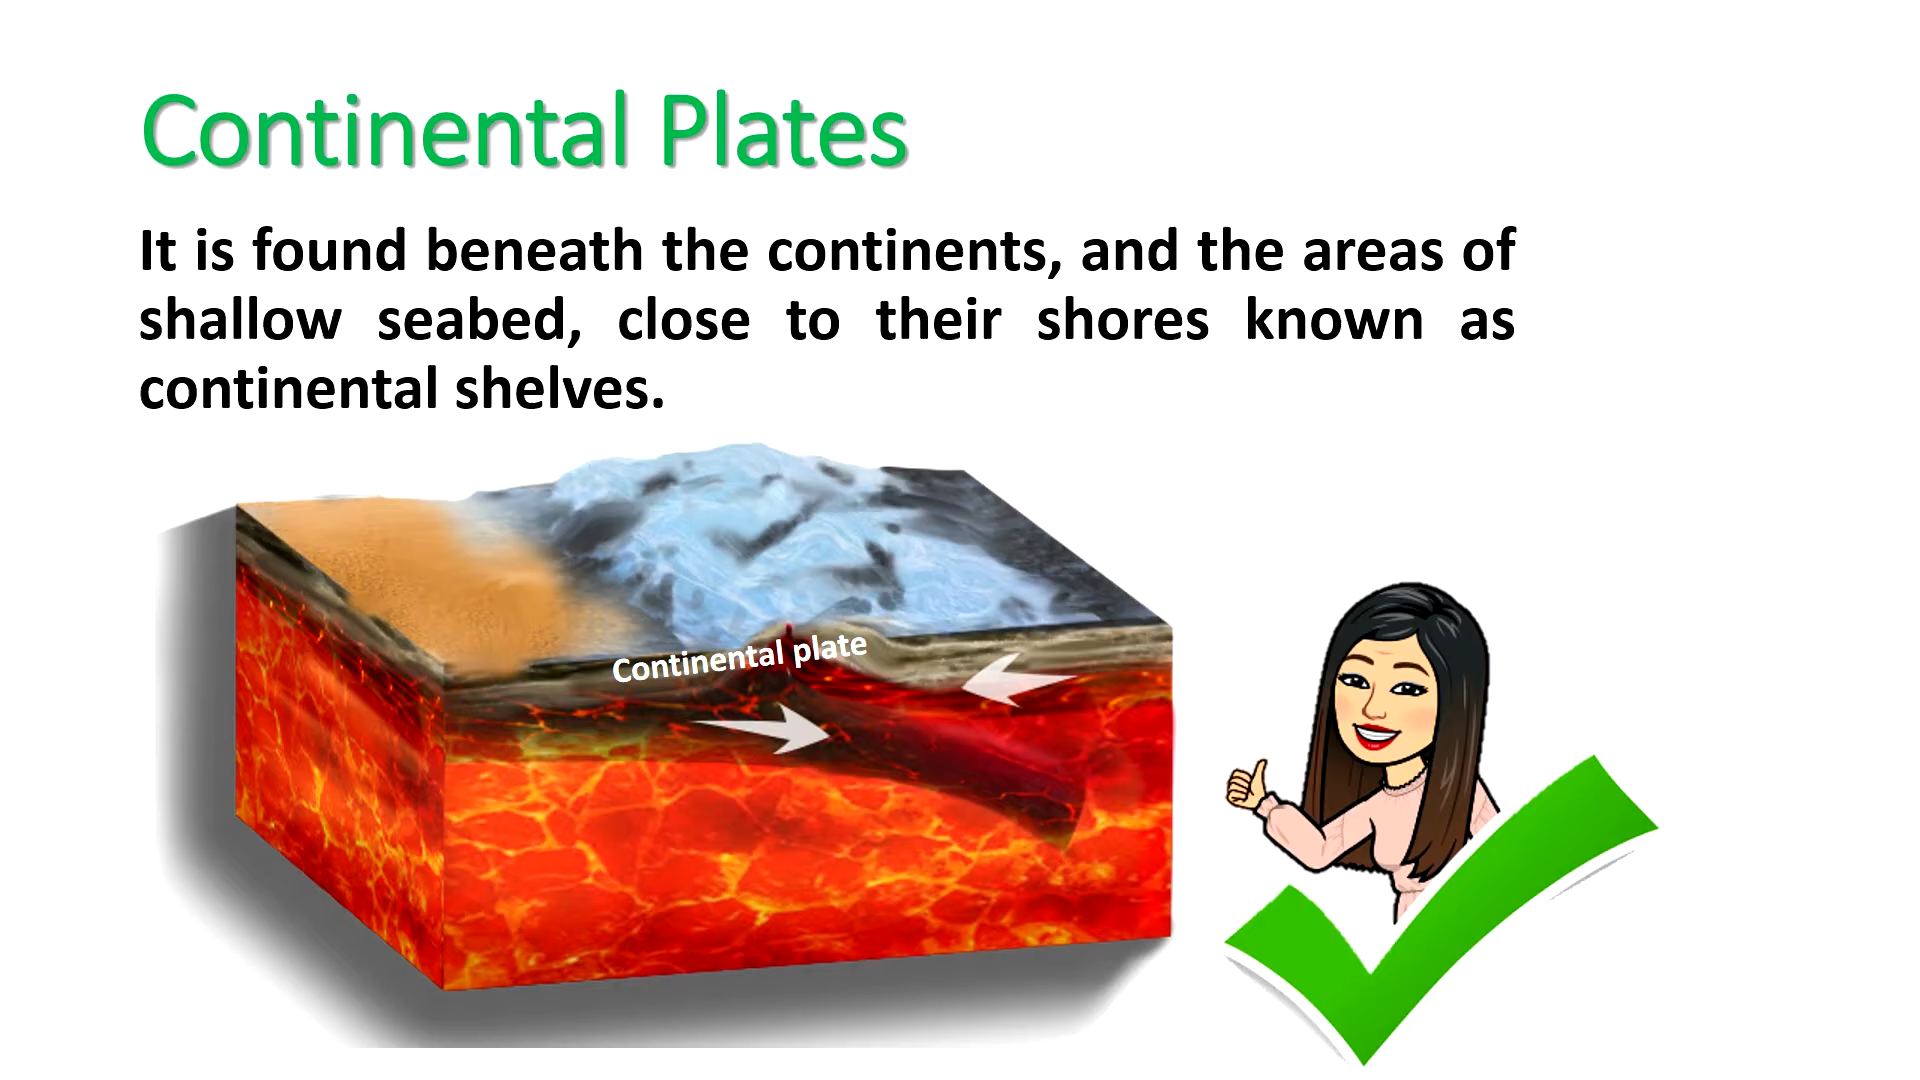 Continental Plates
It is found beneath the continents, and the areas of
shallow seabed, close to their shores known as
continental shelves.
Continental plate